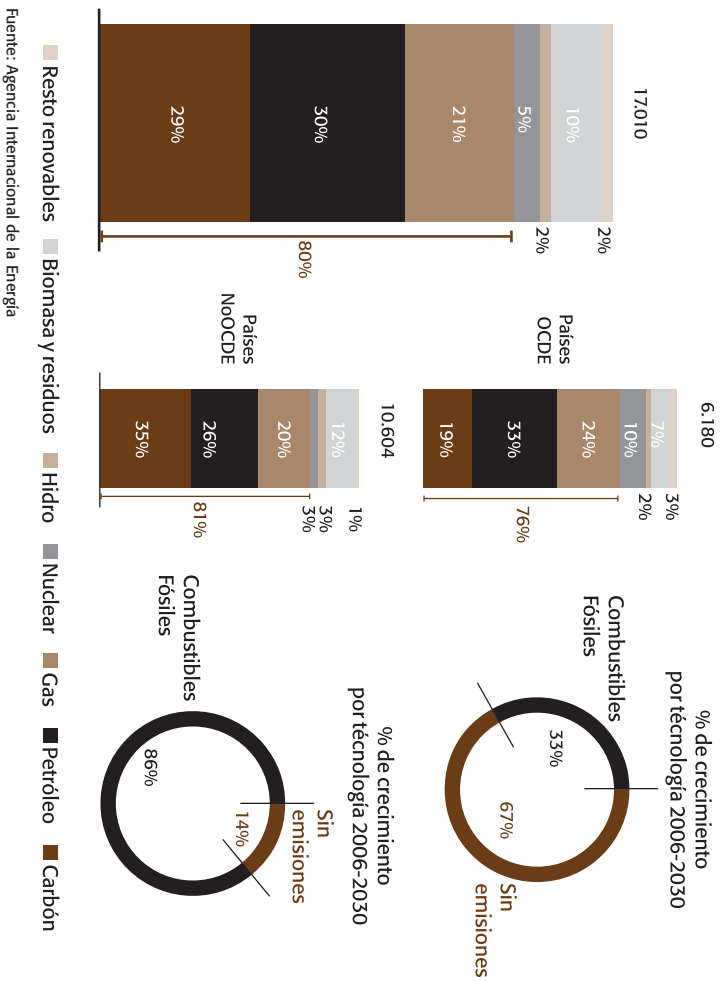 17.010
2%
10%
2%
5%
21%
30%
29%
80%
Países
OCDE
6.180
3%
7%
2%
10%
24%
33%
19%
76%
% de crecimiento
por técnología 2006-2030
Combustibles
Fósiles
33%
67%
Sin
emisiones
Países
NoOCDE
10.604
1%
12%
3%
3%
20%
26%
35%
81%
% de crecimiento
por técnología 2006-2030
Sin
emisiones
14%
86%
Combustibles
Fósiles
Resto renovables Biomasa y residuos Hidro Nuclear Gas Petróleo Carbón
Fuente: Agencia Internacional de la Energía